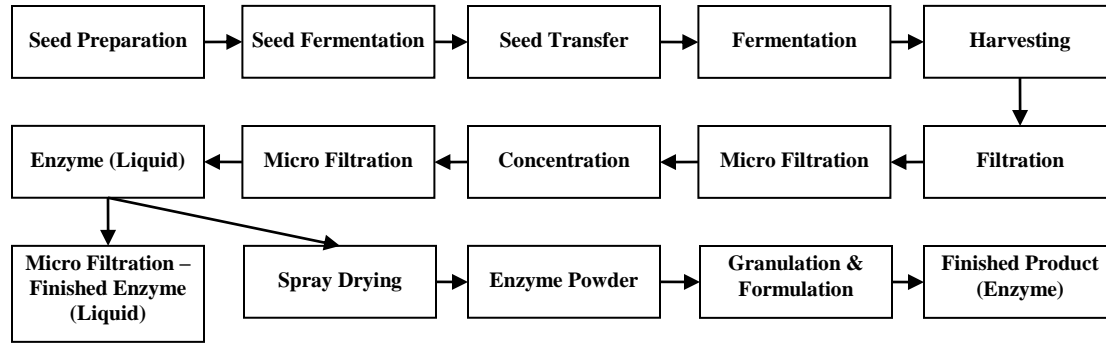 Seed Preparation
Seed Fermentation
Seed Transfer
Fermentation
Harvesting
Enzyme (Liquid)
Micro Filtration
Concentration
Micro Filtration
Filtration
Micro Filtration –
Finished Enzyme
(Liquid)
Spray Drying
Enzyme Powder
Granulation &
Formulation
Finished Product
(Enzyme)